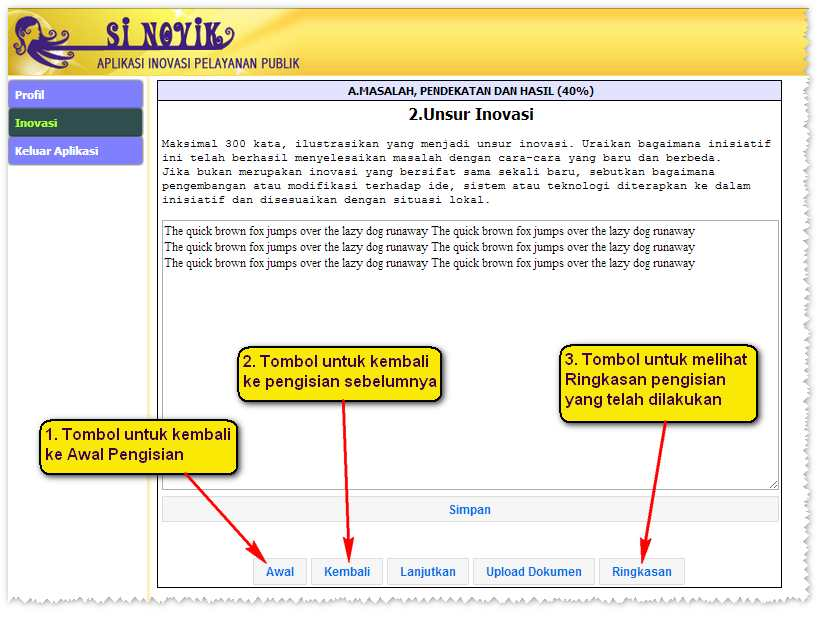 SI NOVIK
APLIKASI INOVASI PELAYANAN PUBLIK
Profil
Inovasi
Keluar Aplikasi
A.MASALAH, PENDEKATAN DAN HASIL (40%)
2.Unsur Inovasi
Maksimal 300 kata, ilustrasikan yang menjadi unsur inovasi. Uraikan bagaimana inisiatif
ini telah berhasil menyelesaikan masalah dengan cara-cara yang baru dan berbeda.
Jika bukan merupakan inovasi yang bersifat sama sekali baru, sebutkan bagaimana
pengembangan atau modifikasi terhadap ide, sistem atau teknologi diterapkan ke dalam
inisiatif dan disesuaikan dengan situasi lokal.
The quick brown fox jumps over the lazy dog runaway The quick brown fox jumps over the lazy dog runaway
The quick brown fox jumps over the lazy dog runaway The quick brown fox jumps over the lazy dog runaway
The quick brown fox jumps over the lazy dog runaway The quick brown fox jumps over the lazy dog runaway
2. Tombol untuk kembali
ke pengisian sebelumnya
3. Tombol untuk melihat
Ringkasan pengisian
yang telah dilakukan
1. Tombol untuk kembali
ke Awal Pengisian
Simpan
Awal
Kembali
Lanjutkan
Upload Dokumen
Ringkasan